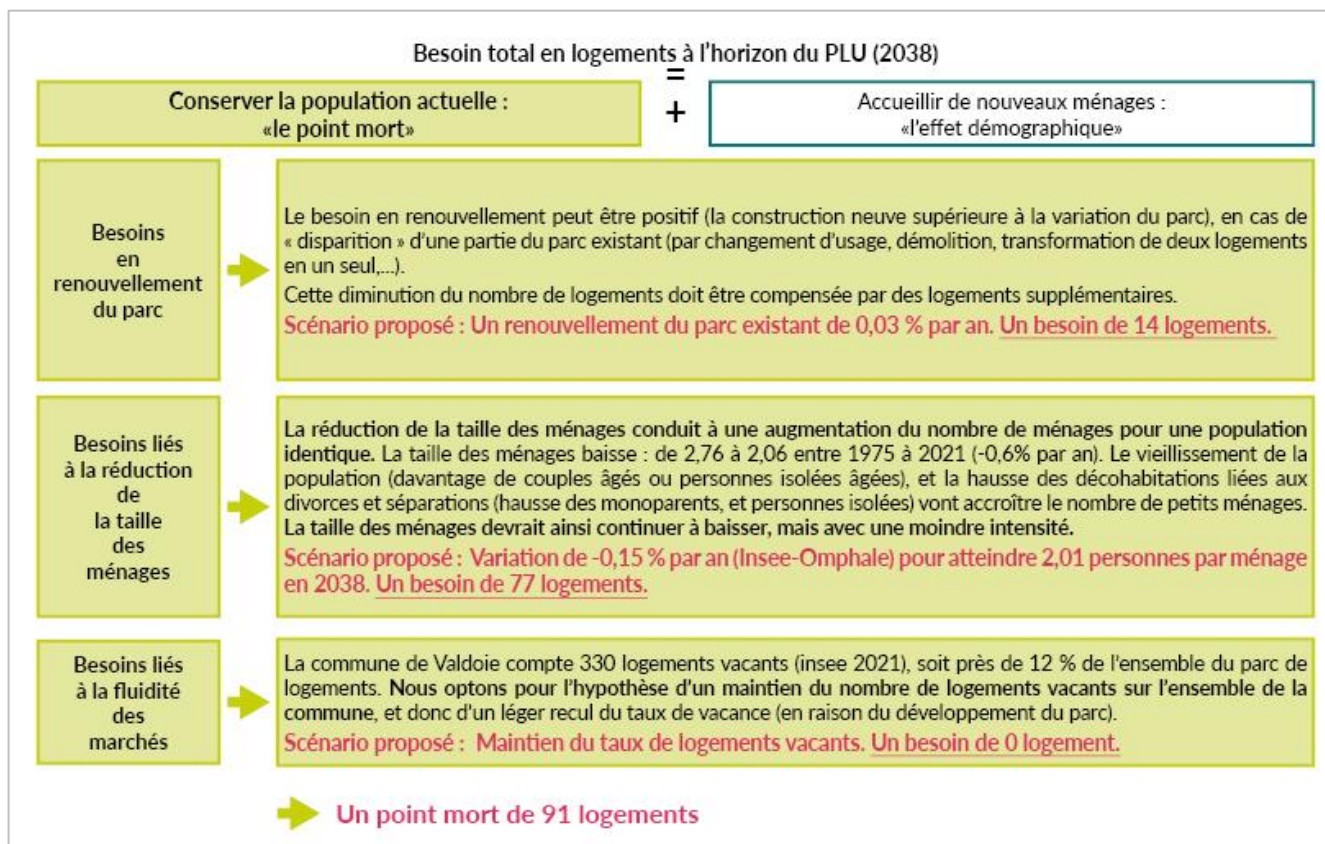 Besoin total en logements à l'horizon du PLU (2038)
=
Conserver la population actuelle :
«le point mort»
+
Accueillir de nouveaux ménages :
«l'effet démographique»
Besoins
en
renouvellement
du parc
Le besoin en renouvellement peut être positif (la construction neuve supérieure à la variation du parc), en cas de
« disparition » d'une partie du parc existant (par changement d'usage, démolition, transformation de deux logements
en un seul,...).
Cette diminution du nombre de logements doit être compensée par des logements supplémentaires.
Scénario proposé : Un renouvellement du parc existant de 0,03 % par an. Un besoin de 14 logements.
Besoins liés
à la réduction
de
la taille
des
ménages
La réduction de la taille des ménages conduit à une augmentation du nombre de ménages pour une population
identique. La taille des ménages baisse : de 2,76 à 2,06 entre 1975 à 2021 (-0,6% par an). Le vieillissement de la
population (davantage de couples âgés ou personnes isolées âgées), et la hausse des décohabitations liées aux
divorces et séparations (hausse des monoparents, et personnes isolées) vont accroître le nombre de petits ménages.
La taille des ménages devrait ainsi continuer à baisser, mais avec une moindre intensité.
Scénario proposé : Variation de -0,15 % par an (Insee-Omphale) pour atteindre 2,01 personnes par ménage
en 2038. Un besoin de 77 logements.
Besoins liés
à la fluidité
des
marchés
La commune de Valdoie compte 330 logements vacants (insee 2021), soit près de 12 % de l'ensemble du parc de
logements. Nous optons pour l'hypothèse d'un maintien du nombre de logements vacants sur l'ensemble de la
commune, et donc d'un léger recul du taux de vacance (en raison du développement du parc).
Scénario proposé : Maintien du taux de logements vacants. Un besoin de 0 logement.
Un point mort de 91 logements